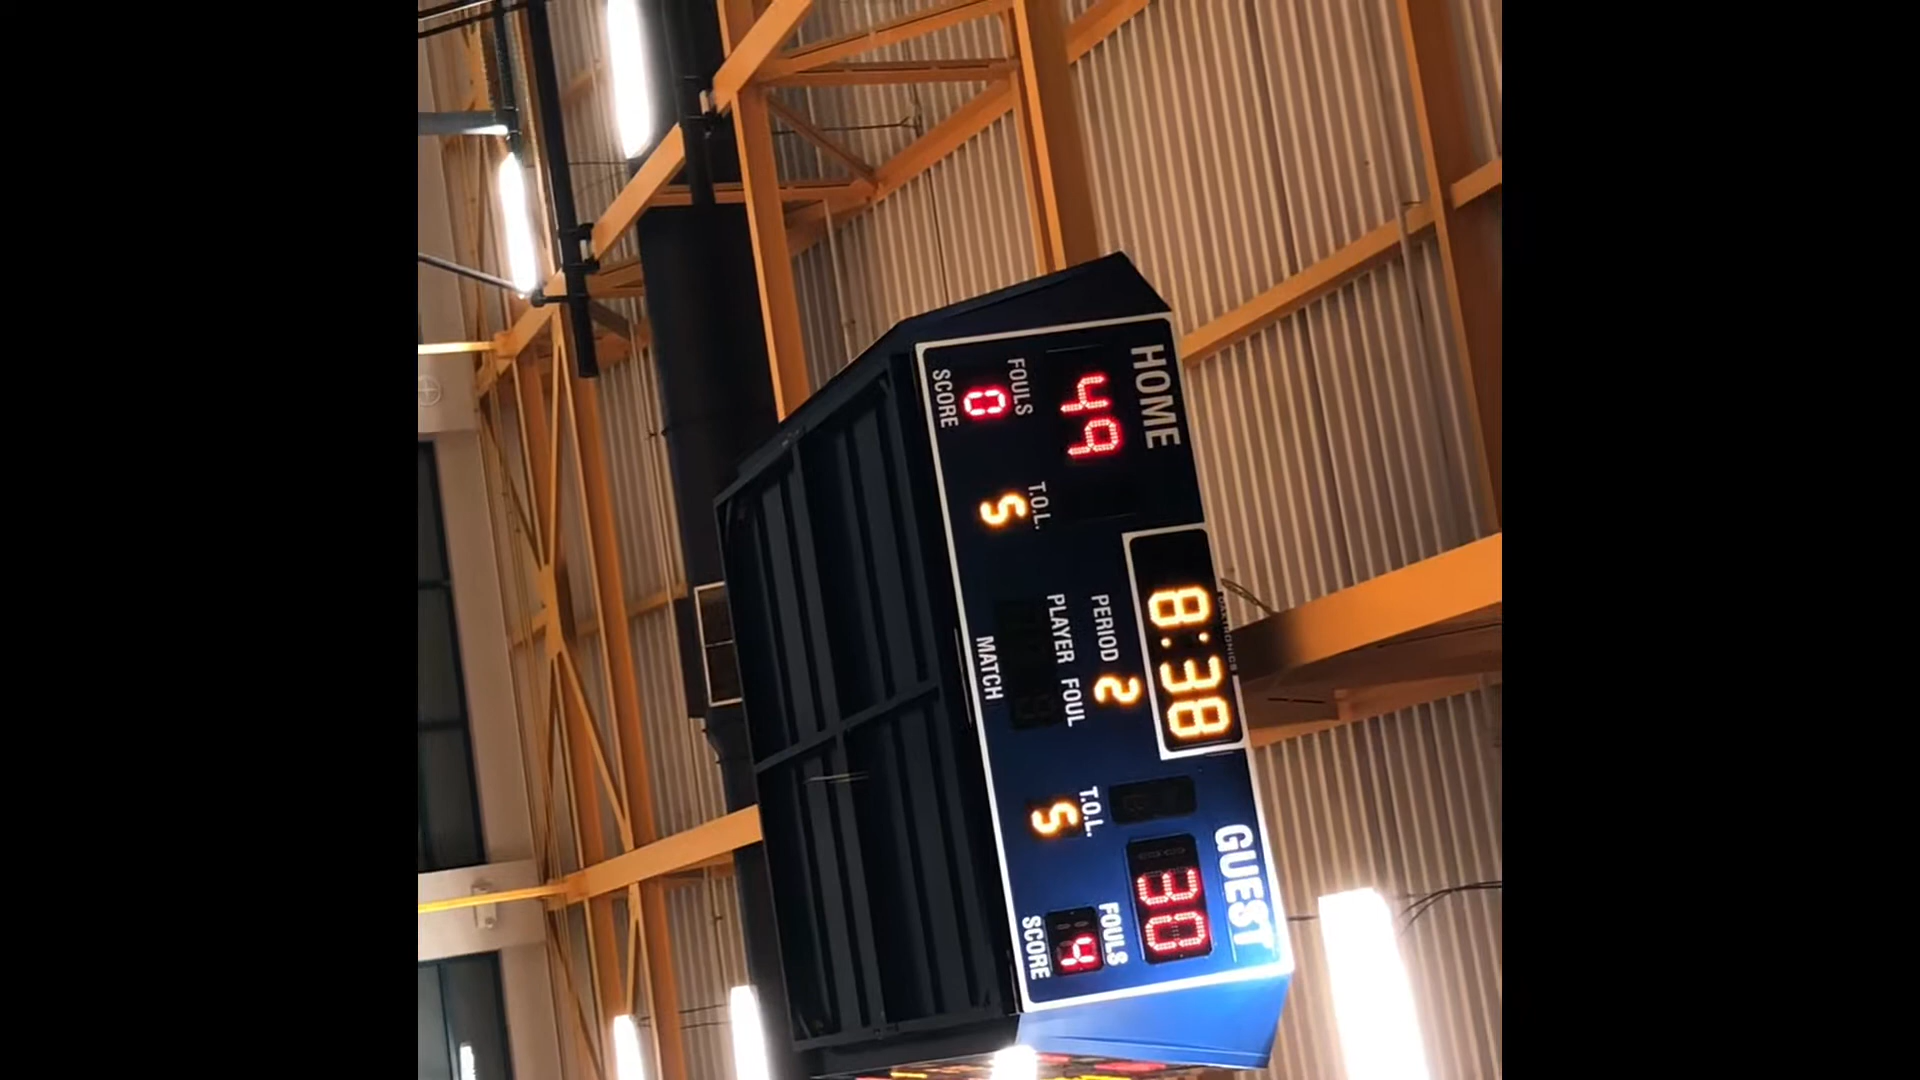 DAKTRONICS
HOME 8:38 GUEST
49 PERIOD 2 30
FOULS T.O.L. PLAYER FOUL T.O.L. FOULS
0 5 5 4
SCORE MATCH SCORE